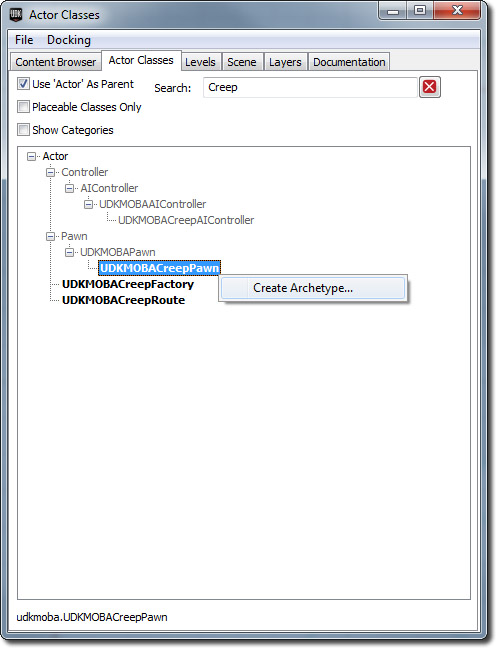 UDK Actor Classes
File Docking
Content Browser Actor Classes Levels Scene Layers Documentation
Use 'Actor' As Parent Search: Creep
Placeable Classes Only
Show Categories
Actor
Controller
AIController
UDKMOBAAIController
UDKMOBACreepAIController
Pawn
UDKMOBAPawn
UDKMOBACreepPawn
UDKMOBACreepFactory
Create Archetype...
UDKMOBACreepRoute
udkmoba.UDKMOBACreepPawn